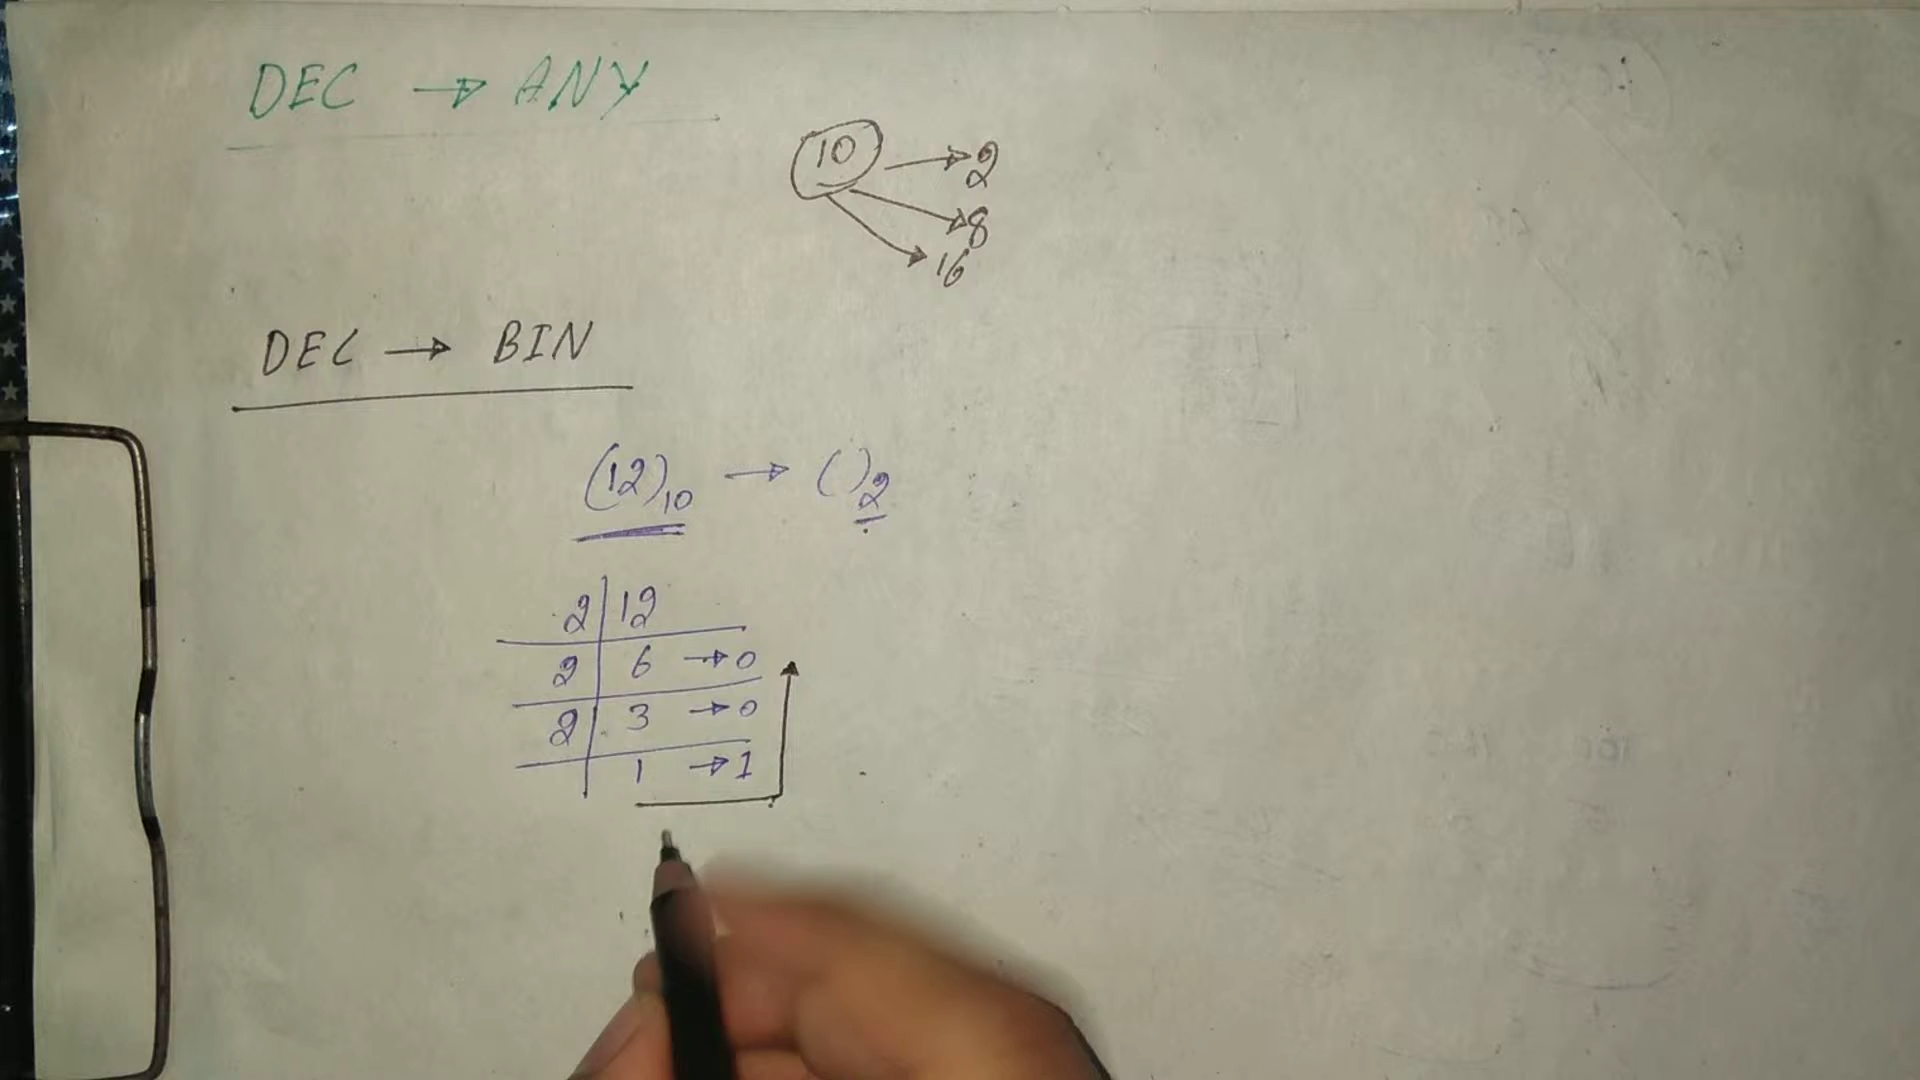 DEC → ANY
10 → 2
→ 8
→ 16
DEC → BIN
(12)10 → ( )2
2 | 12
2 | 6 → 0
2 | 3 → 0
1 → 1